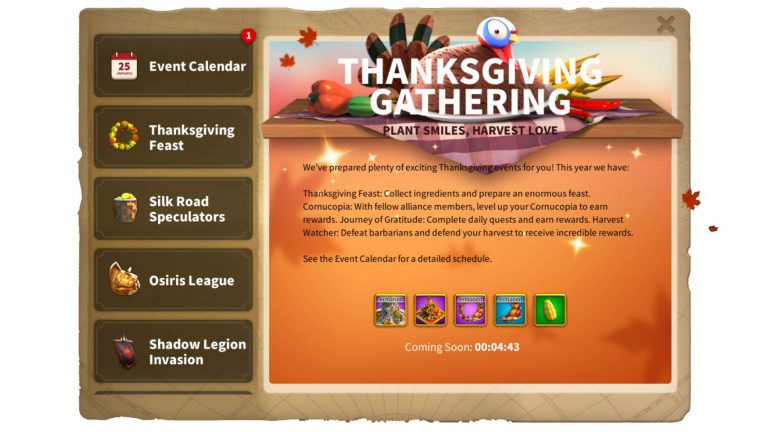 1
25
January
Event Calendar
Thanksgiving
Feast
Silk Road
Speculators
Osiris League
Shadow Legion
Invasion
THANKSGIVING
GATHERING
PLANT SMILES, HARVEST LOVE
We've prepared plenty of exciting Thanksgiving events for you! This year we have:
Thanksgiving Feast: Collect ingredients and prepare an enormous feast.
Cornucopia: With fellow alliance members, level up your Cornucopia to earn
rewards. Journey of Gratitude: Complete daily quests and earn rewards. Harvest
Watcher: Defeat barbarians and defend your harvest to receive incredible rewards.
See the Event Calendar for a detailed schedule.
Permanent Permanent Permanent
Coming Soon: 00:04:43